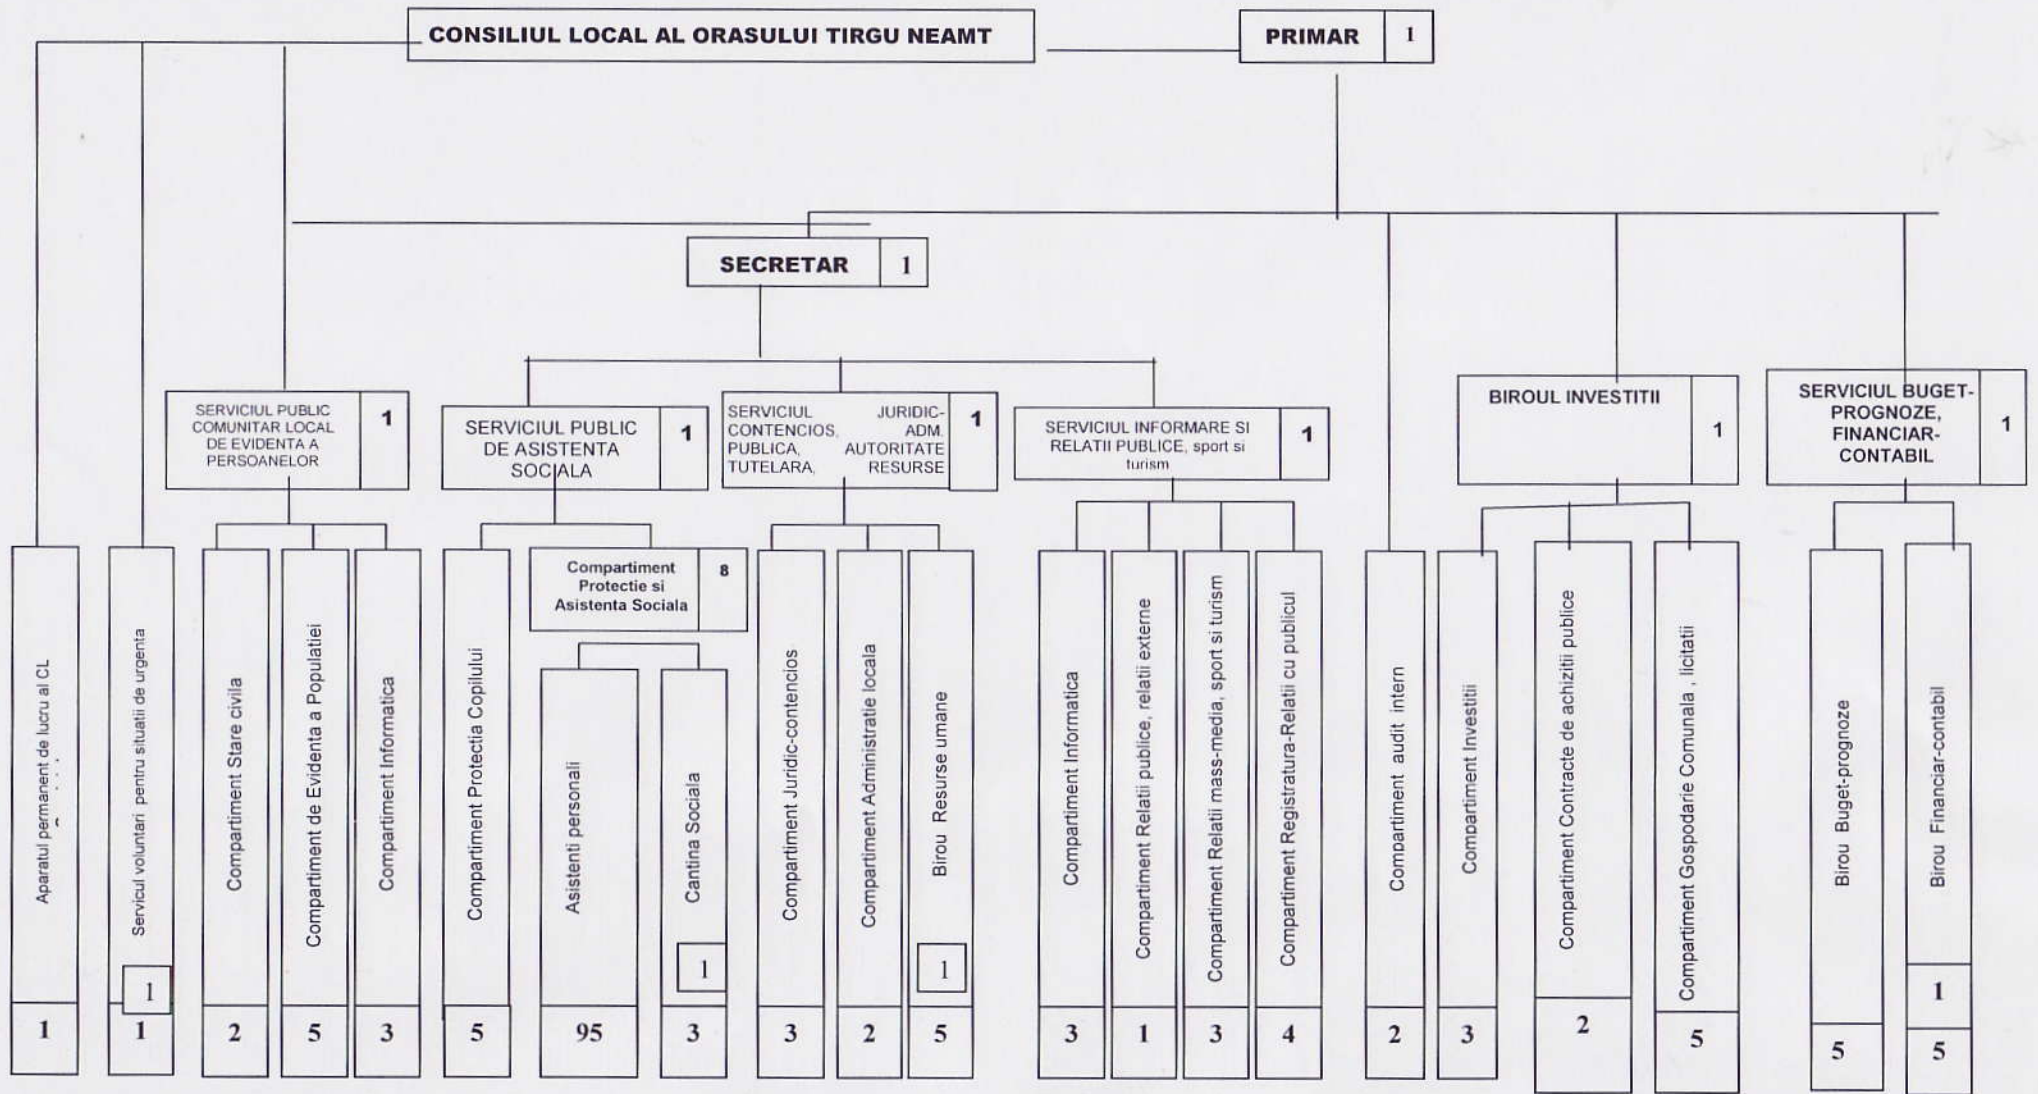 CONSILIUL LOCAL AL ORASULUI TIRGU NEAMT
PRIMAR
1
SECRETAR
1
SERVICIUL PUBLIC
COMUNITAR LOCAL
DE EVIDENTA A
PERSOANELOR
1
SERVICIUL PUBLIC
DE ASISTENTA
SOCIALA
1
SERVICIUL JURIDIC-
CONTENCIOS, ADM.
PUBLICA, AUTORITATE
TUTELARA, RESURSE
1
SERVICIUL INFORMARE SI
RELATII PUBLICE, sport si
turism
1
BIROUL INVESTITII
1
SERVICIUL BUGET-
PROGNOZE,
FINANCIAR-
CONTABIL
1
Compartiment
Protectie si
Asistenta Sociala
8
Aparatul permanent de lucru al CL
1
Serviciul voluntari pentru situatii de urgenta
1
1
Compartiment Stare civila
2
Compartiment de Evidenta a Populatiei
5
Compartiment Informatica
3
Compartiment Protectia Copilului
5
Asistenti personali
95
Cantina Sociala
1
3
Compartiment Juridic-contencios
3
Compartiment Administratie locala
2
Birou Resurse umane
1
5
Compartiment Informatica
3
Compartiment Relatii publice, relatii externe
1
Compartiment Relatii mass-media, sport si turism
3
Compartiment Registratura-Relatii cu publicul
4
Compartiment audit intern
2
Compartiment Investitii
3
Compartiment Contracte de achizitii publice
2
Compartiment Gospodarie Comunala , licitatii
5
Birou Buget-prognoze
5
Birou Financiar-contabil
1
5